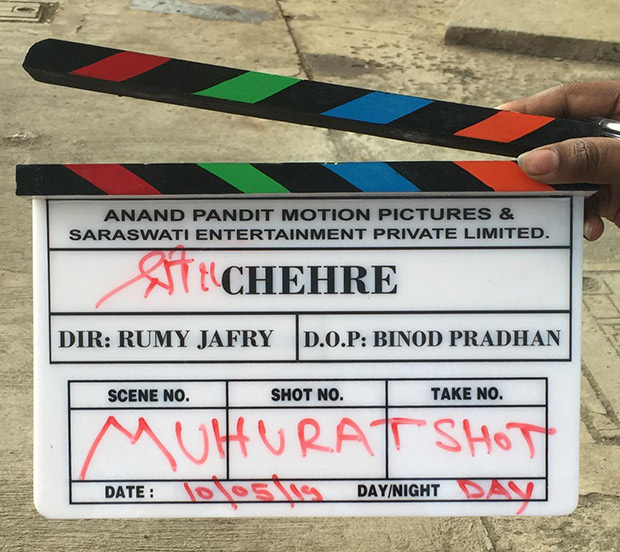 ANAND PANDIT MOTION PICTURES &
SARASWATI ENTERTAINMENT PRIVATE LIMITED.
श्री॥ CHEHRE
DIR: RUMY JAFRY D.O.P: BINOD PRADHAN
SCENE NO. SHOT NO. TAKE NO.
MUHURAT SHOT
DATE: 10/05/19 DAY/NIGHT DAY